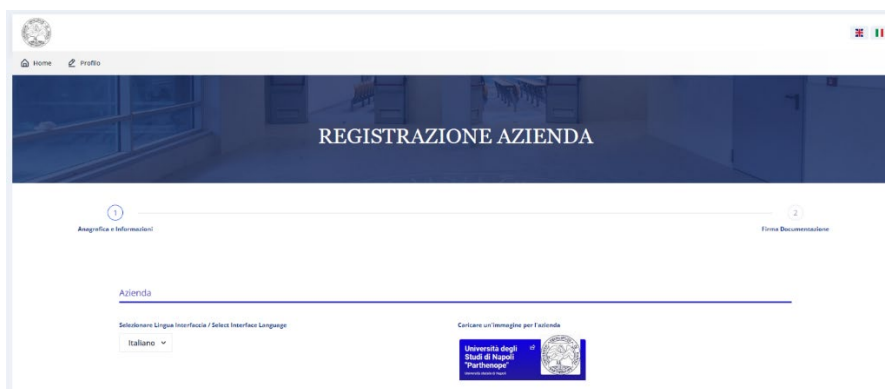 Home Profilo
REGISTRAZIONE AZIENDA
1 2
Anagrafica e Informazioni Firma Documentazione
Azienda
Selezionare Lingua Interfaccia / Select Interface Language
Caricare un'immagine per l'azienda
Italiano
Università degli
Studi di Napoli
"Parthenope"